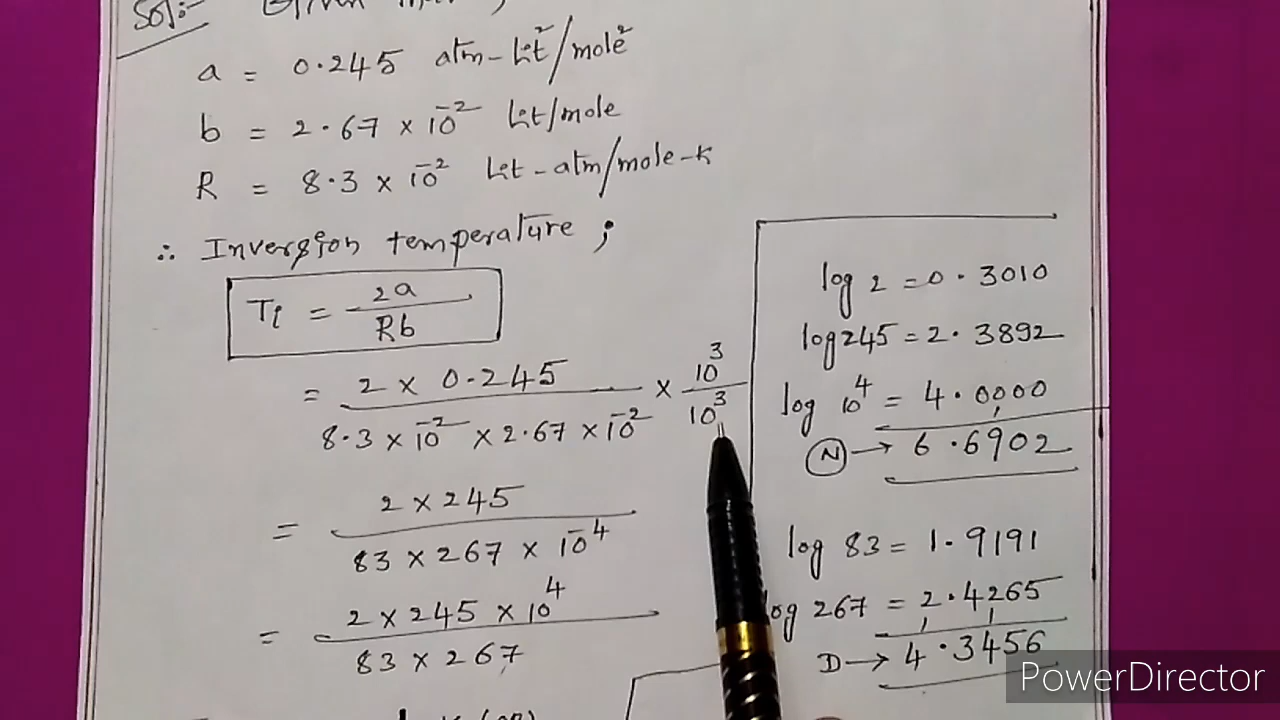 Soln:- Given
a = 0.245 atm-Lit²/mole²
b = 2.67 × 10⁻² Lit/mole
R = 8.3 × 10⁻² Lit-atm/mole-K
∴ Inversion temperature ;
Ti = 2a / Rb
= 2 × 0.245 / 8.3 × 10⁻² × 2.67 × 10⁻² × 10³ / 10³
= 2 × 245 / 83 × 267 × 10⁻⁴
= 2 × 245 × 10⁴ / 83 × 267
log 2 = 0.3010
log 245 = 2.3892
log 10⁴ = 4.0000
N → 6.6902
log 83 = 1.9191
log 267 = 2.4265
D → 4.3456
PowerDirector